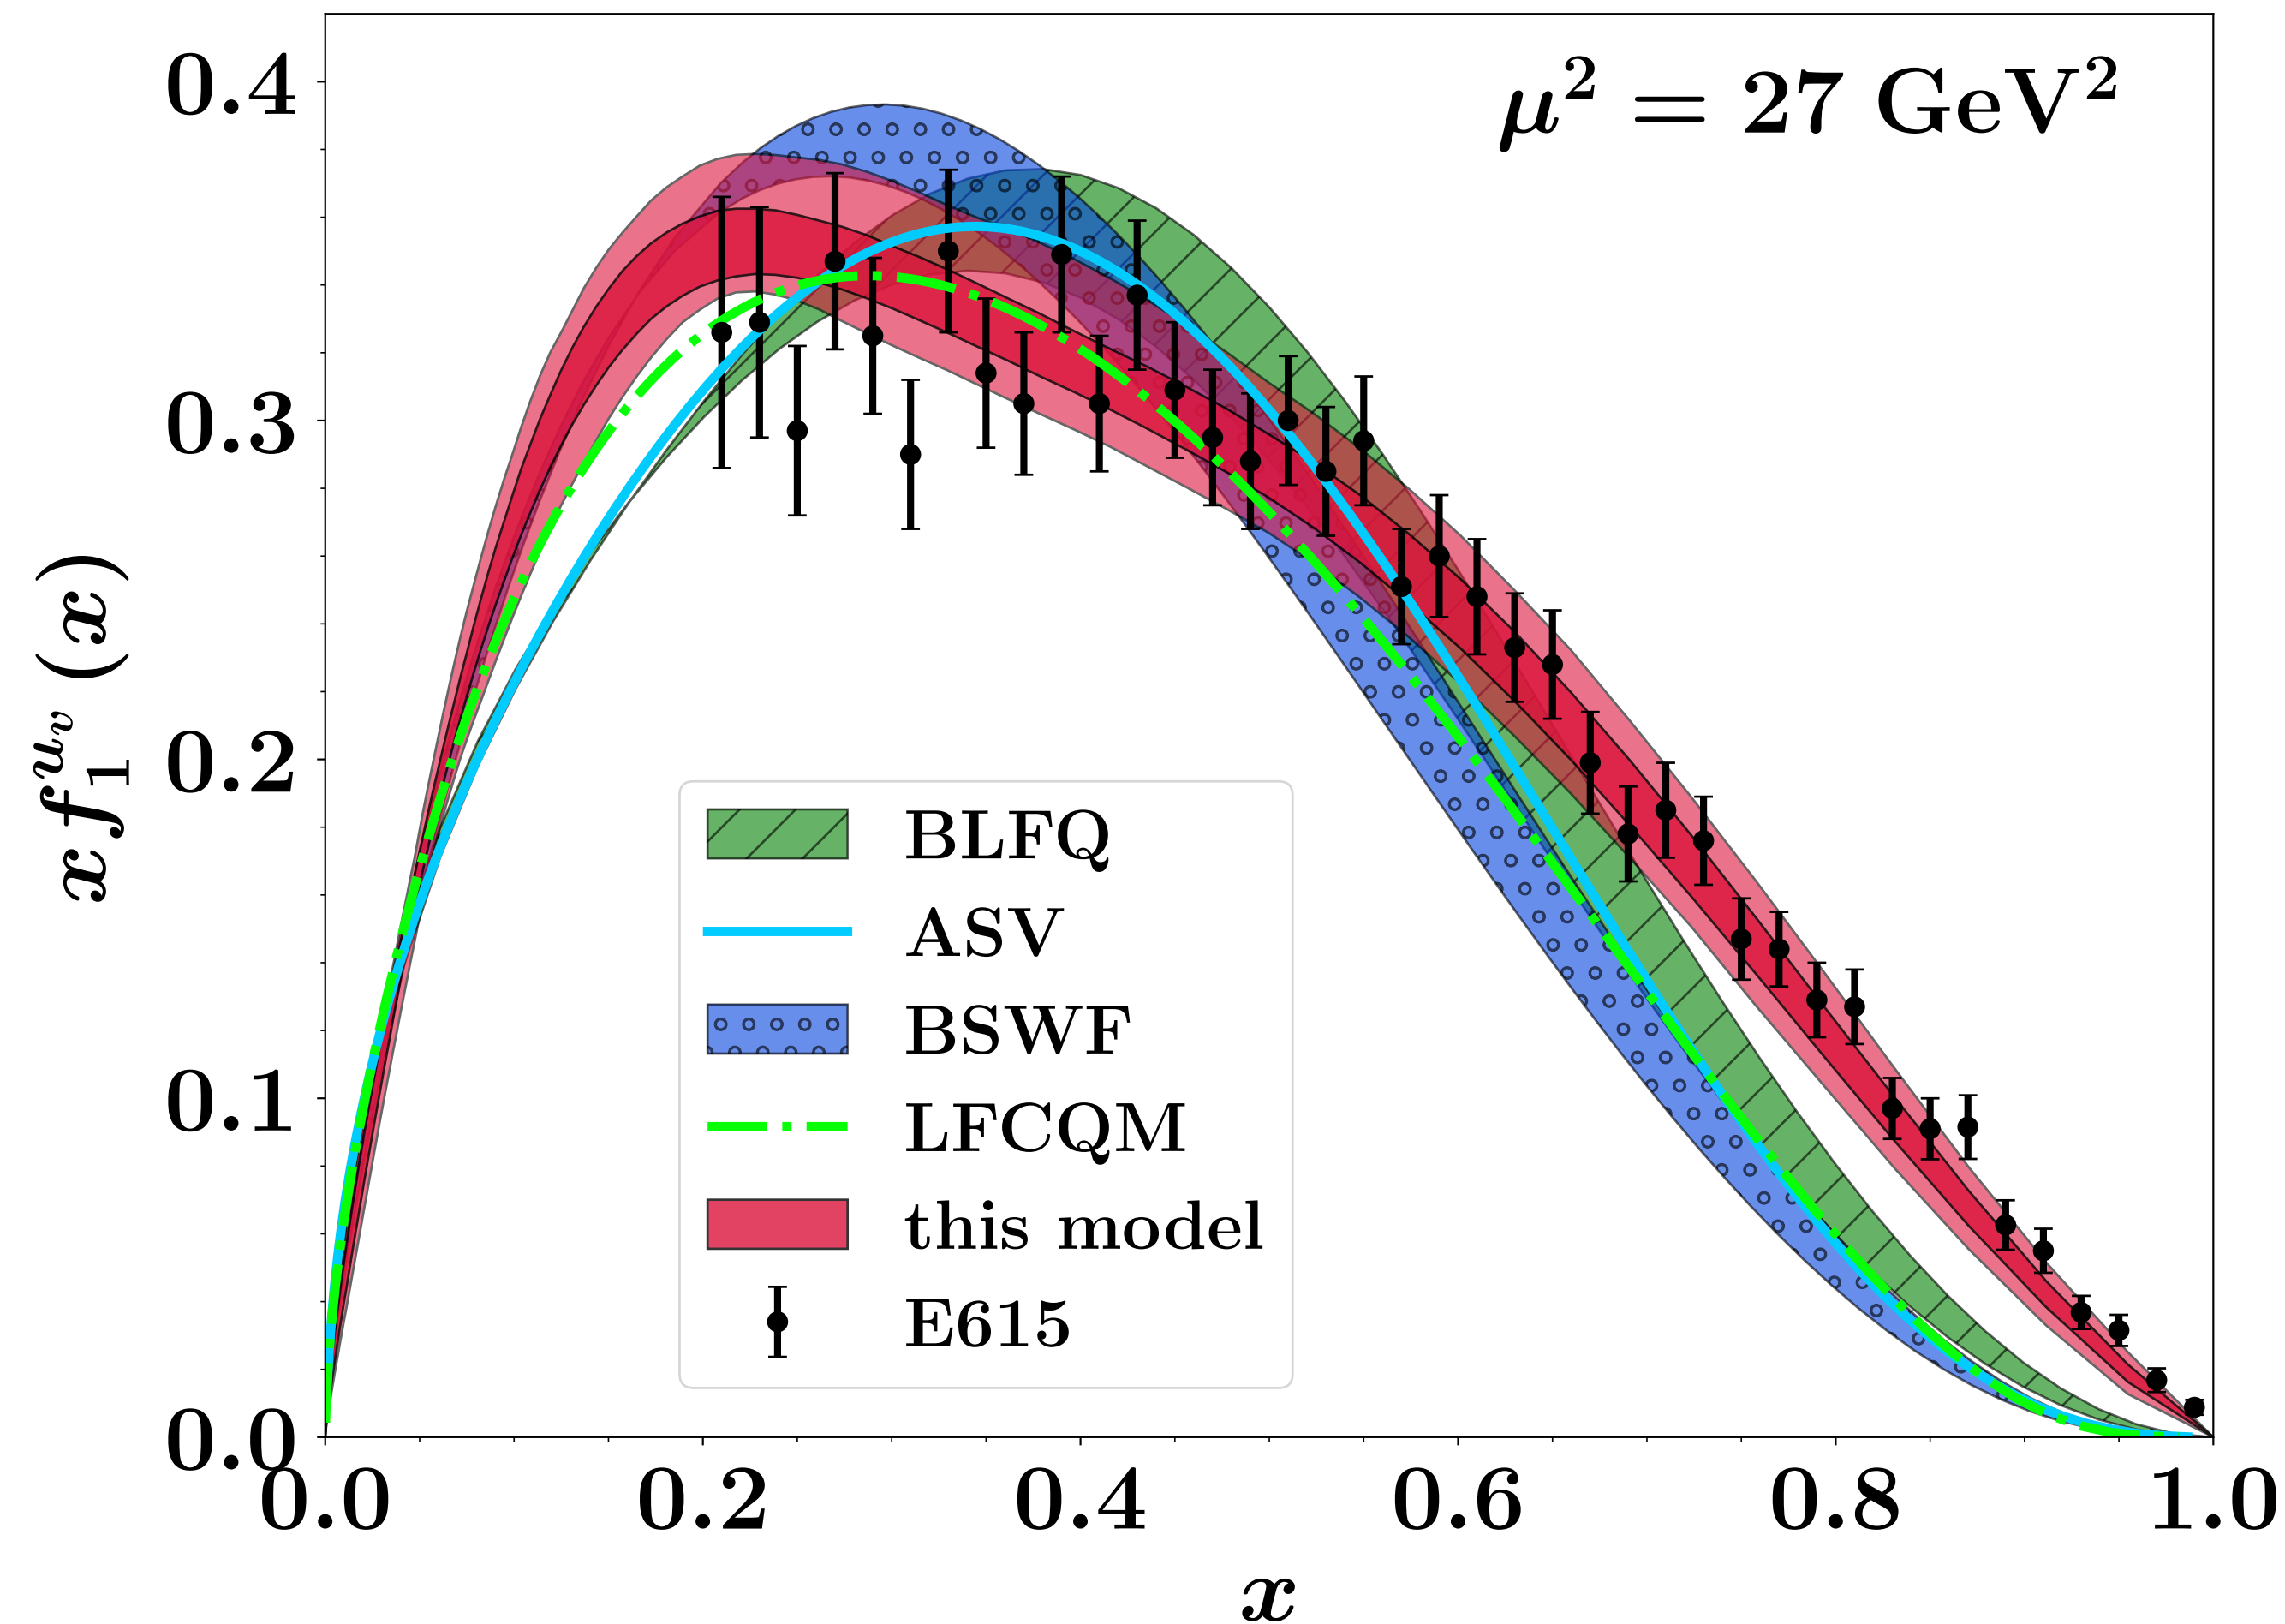 μ² = 27 GeV²
x f₁^{u_v}(x)
0.4
0.3
0.2
0.1
0.0
0.0 0.2 0.4 0.6 0.8 1.0
x
BLFQ
ASV
BSWF
LFCQM
this model
E615